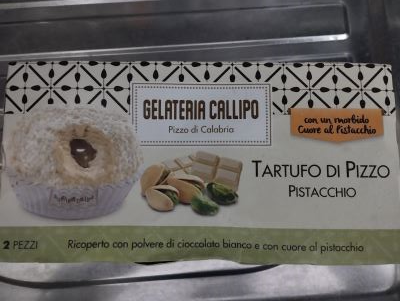 GELATERIA CALLIPO
Pizzo di Calabria
con un morbido
Cuore al Pistacchio
TARTUFO DI PIZZO
PISTACCHIO
2 PEZZI
Ricoperto con polvere di cioccolato bianco e con cuore al pistacchio